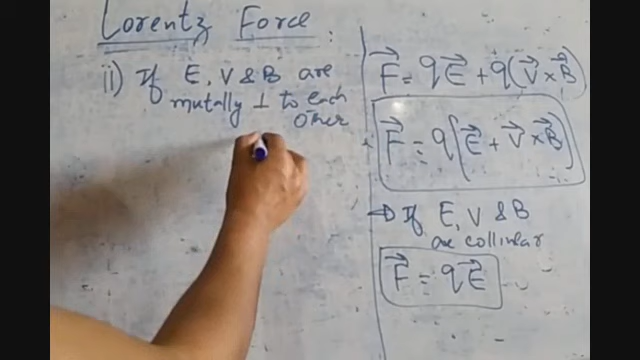 Lorentz Force :
ii) If E, V & B are
mutally ⊥ to each
other
F⃗ = qE⃗ + q(V⃗ × B⃗)
F⃗ = q(E⃗ + V⃗ × B⃗)
⇒ If E, V & B
are collinear
F⃗ = qE⃗